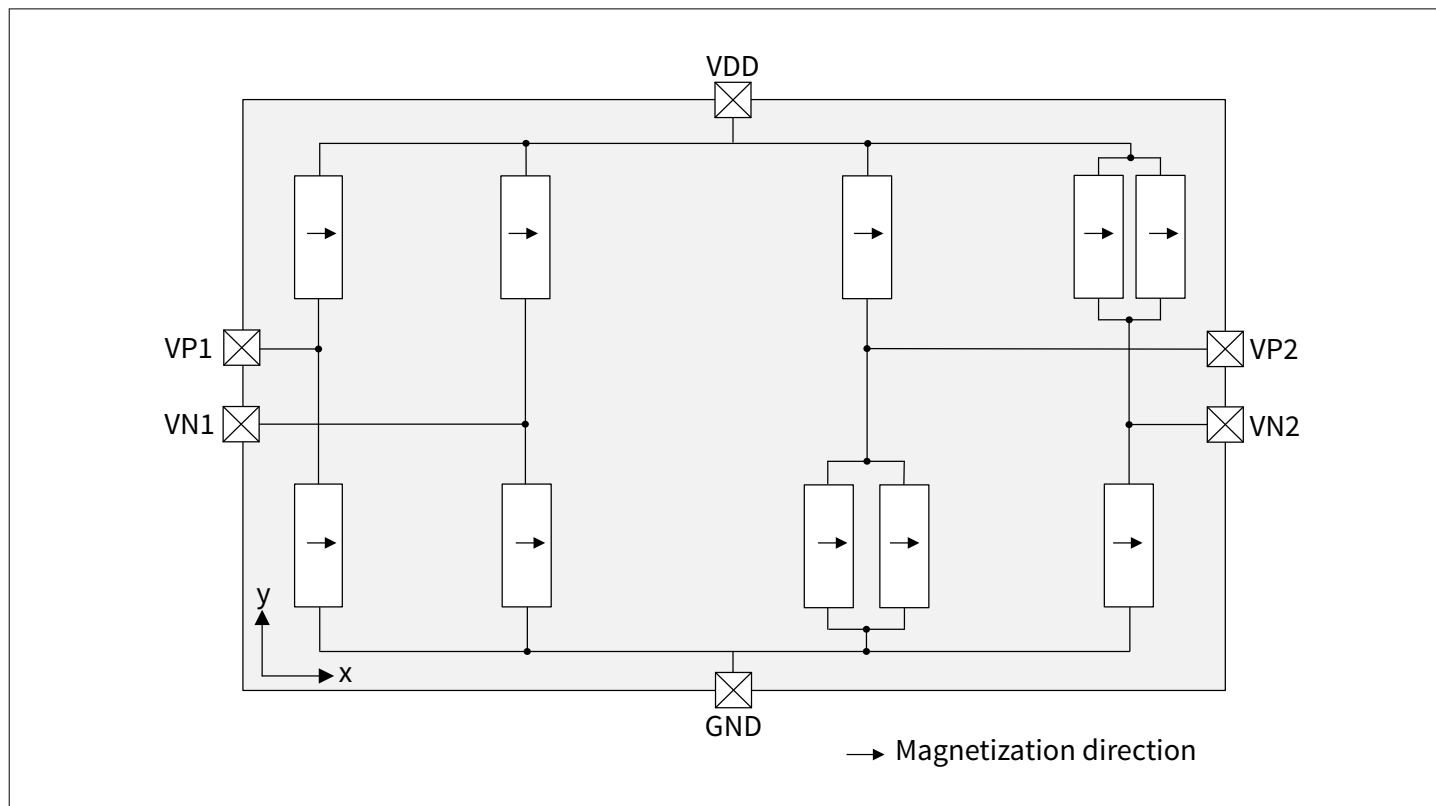 VDD
VP1
VP2
VN1
VN2
y
x
GND
Magnetization direction